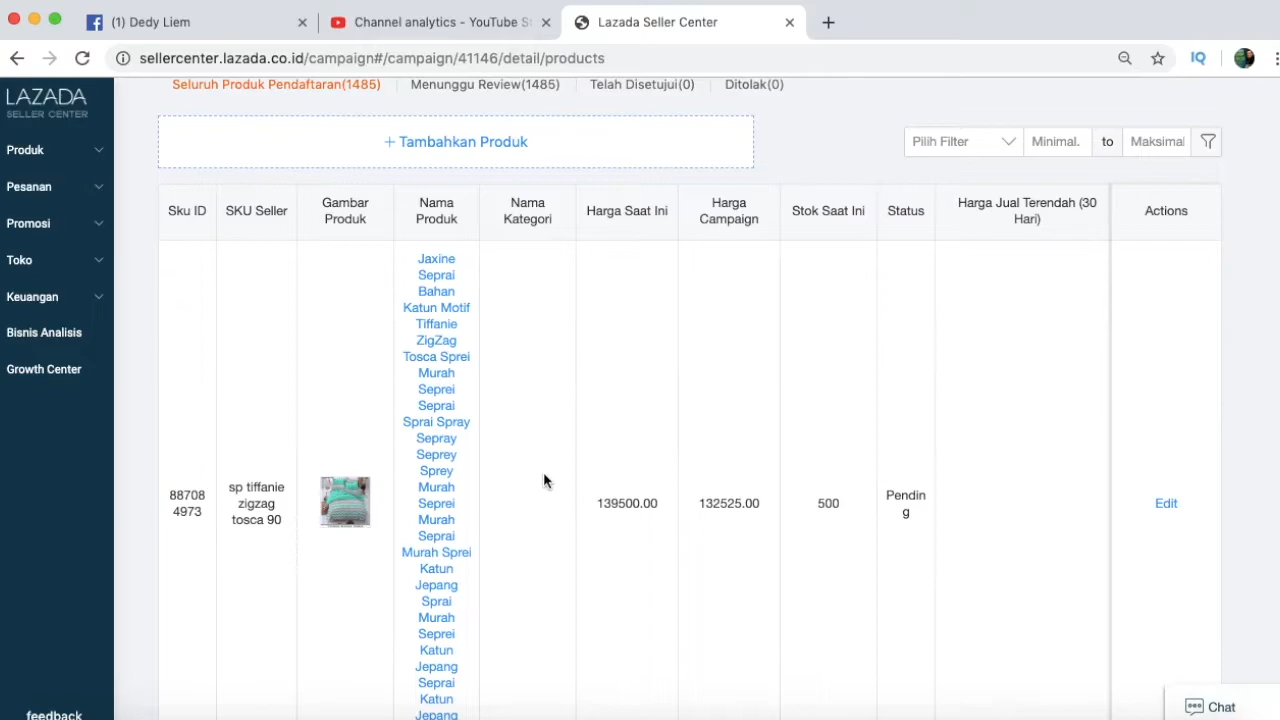 (1) Dedy Liem
Channel analytics - YouTube S
Lazada Seller Center
sellercenter.lazada.co.id/campaign#/campaign/41146/detail/products
IQ
LAZADA
SELLER CENTER
Produk
Pesanan
Promosi
Toko
Keuangan
Bisnis Analisis
Growth Center
feedback
Seluruh Produk Pendaftaran(1485)
Menunggu Review(1485)
Telah Disetujui(0)
Ditolak(0)
+ Tambahkan Produk
Pilih Filter
Minimal.
to
Maksimal
Sku ID
SKU Seller
Gambar
Produk
Nama
Produk
Nama
Kategori
Harga Saat Ini
Harga
Campaign
Stok Saat Ini
Status
Harga Jual Terendah (30
Hari)
Actions
88708
4973
sp tiffanie
zigzag
tosca 90
Jaxine
Seprai
Bahan
Katun Motif
Tiffanie
ZigZag
Tosca Sprei
Murah
Seprei
Seprai
Sprai Spray
Sepray
Seprey
Sprey
Murah
Seprei
Murah
Seprai
Murah Sprei
Katun
Jepang
Sprai
Murah
Seprei
Katun
Jepang
Seprai
Katun
Jepang
139500.00
132525.00
500
Pendin
g
Edit
Chat